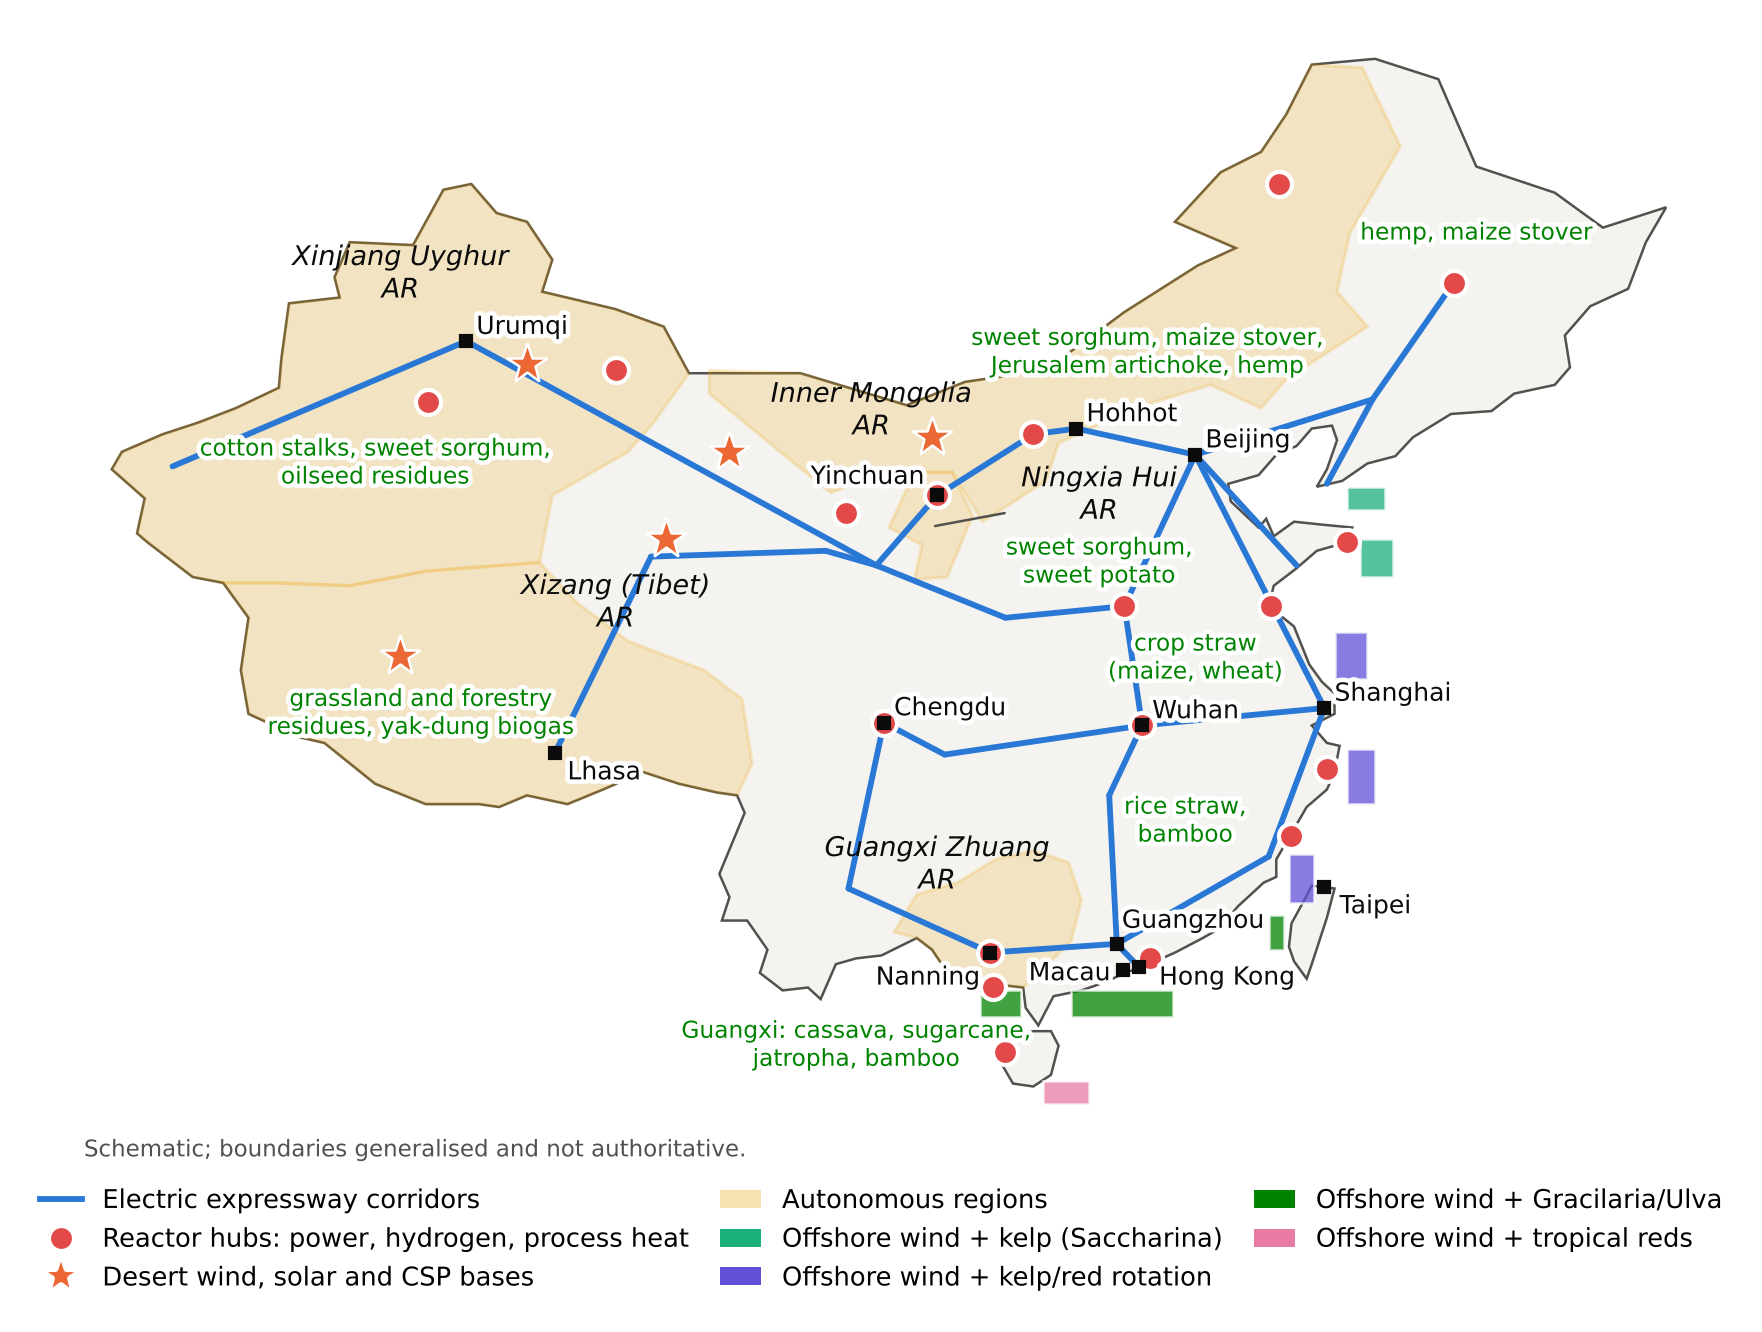 hemp, maize stover
Xinjiang Uyghur
AR
Urumqi
sweet sorghum, maize stover,
Jerusalem artichoke, hemp
Inner Mongolia
AR
Hohhot
Beijing
cotton stalks, sweet sorghum,
oilseed residues
Yinchuan
Ningxia Hui
AR
sweet sorghum,
sweet potato
Xizang (Tibet)
AR
crop straw
(maize, wheat)
grassland and forestry
residues, yak-dung biogas
Lhasa
Chengdu
Wuhan
Shanghai
rice straw,
bamboo
Guangxi Zhuang
AR
Taipei
Guangzhou
Nanning
Macau
Hong Kong
Guangxi: cassava, sugarcane,
jatropha, bamboo
Schematic; boundaries generalised and not authoritative.
Electric expressway corridors
Reactor hubs: power, hydrogen, process heat
Desert wind, solar and CSP bases
Autonomous regions
Offshore wind + kelp (Saccharina)
Offshore wind + kelp/red rotation
Offshore wind + Gracilaria/Ulva
Offshore wind + tropical reds